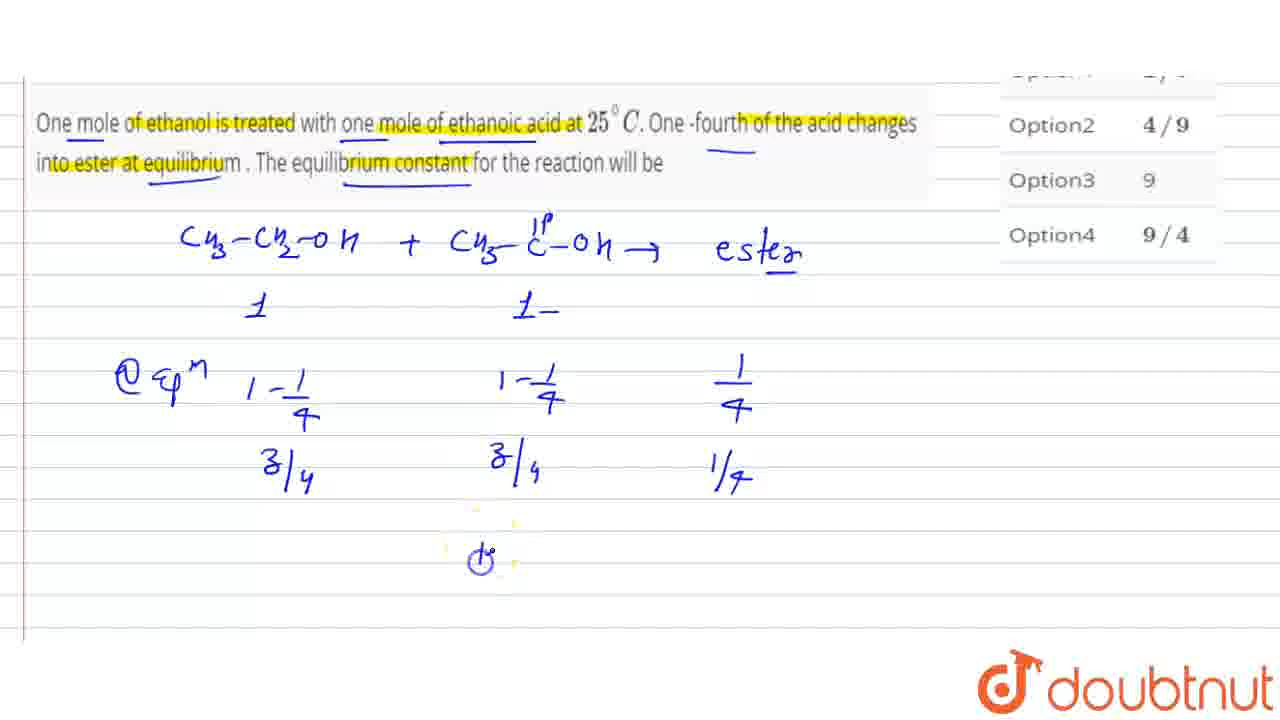 One mole of ethanol is treated with one mole of ethanoic acid at 25° C. One -fourth of the acid changes
into ester at equilibrium . The equilibrium constant for the reaction will be
Option2 4 / 9
Option3 9
Option4 9 / 4
CH3-CH2-OH + CH3-C-OH → ester
1 1-
@ Eqm 1-1/4 1-1/4 1/4
3/4 3/4 1/4
doubtnut